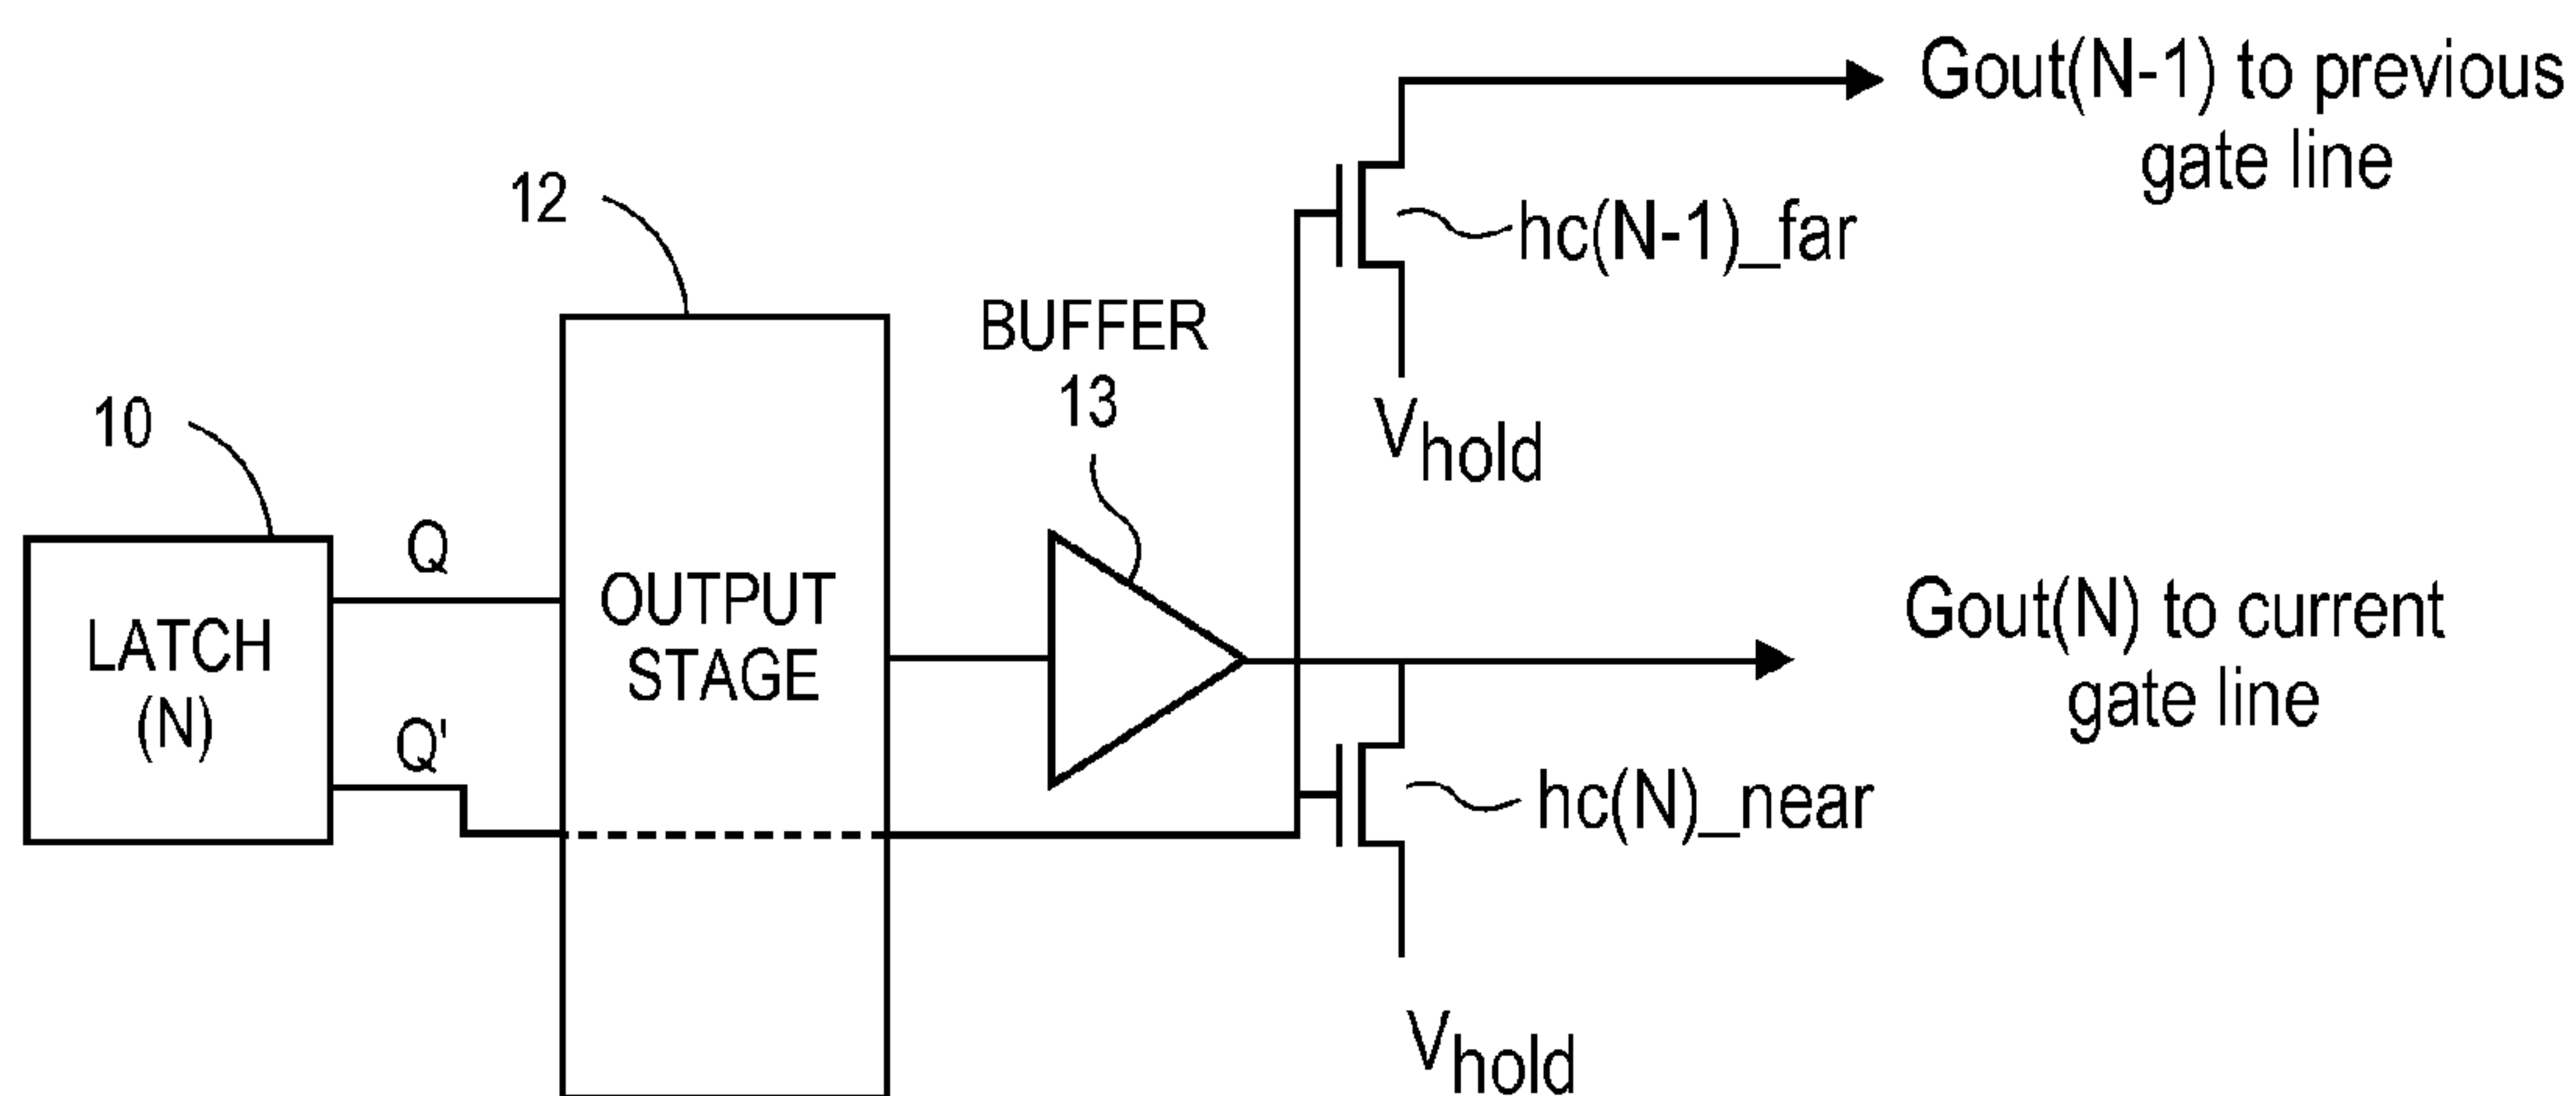 Gout(N-1) to previous
gate line
12
hc(N-1)_far
BUFFER
13
Vhold
10
Q
LATCH
(N)
Q'
OUTPUT
STAGE
Gout(N) to current
gate line
hc(N)_near
Vhold